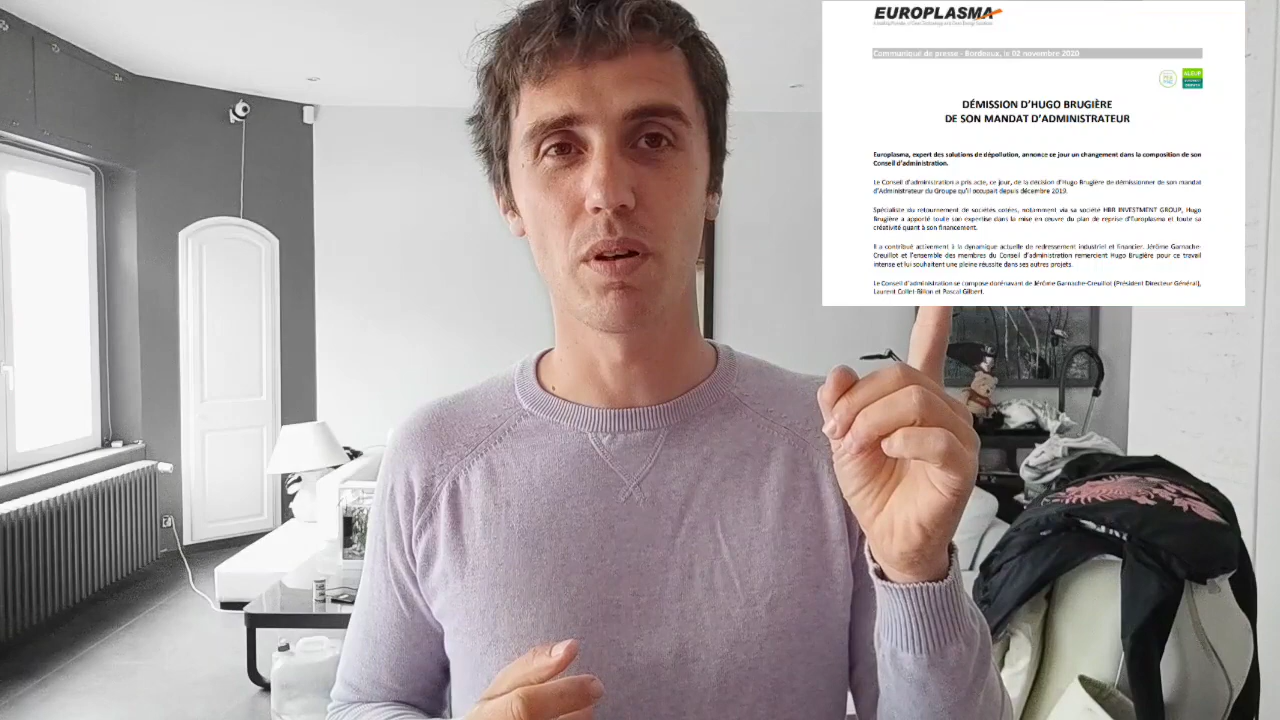 EUROPLASMA
Communiqué de presse - Bordeaux, le 02 novembre 2020
DÉMISSION D'HUGO BRUGIÈRE
DE SON MANDAT D'ADMINISTRATEUR
Europlasma, expert des solutions de dépollution, annonce ce jour un changement dans la composition de son
Conseil d'administration.
Le Conseil d'administration a pris acte, ce jour, de la décision d'Hugo Brugière de démissionner de son mandat
d'Administrateur du Groupe qu'il occupait depuis décembre 2019.
Spécialiste du retournement de sociétés cotées, notamment via sa société HBR INVESTMENT GROUP, Hugo
Brugière a apporté toute son expertise dans la mise en œuvre du plan de reprise d'Europlasma et toute sa
créativité quant à son financement.
Il a contribué activement à la dynamique actuelle de redressement industriel et financier. Jérôme Garnache-
Creuillot et l'ensemble des membres du Conseil d'administration remercient Hugo Brugière pour ce travail
intense et lui souhaitent une pleine réussite dans ses autres projets.
Le Conseil d'administration se compose dorénavant de Jérôme Garnache-Creuillot (Président Directeur Général),
Laurent Collet-Billon et Pascal Gilbert.